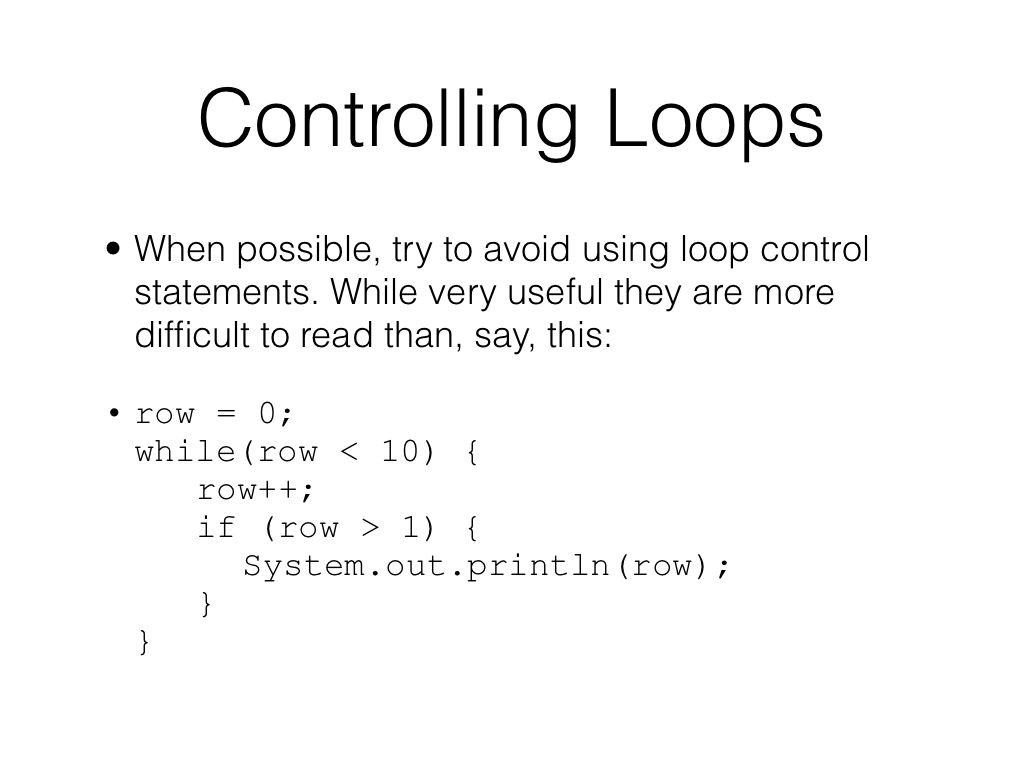 Controlling Loops
• When possible, try to avoid using loop control
statements. While very useful they are more
difficult to read than, say, this:
• row = 0;
while(row < 10) {
row++;
if (row > 1) {
System.out.println(row);
}
}